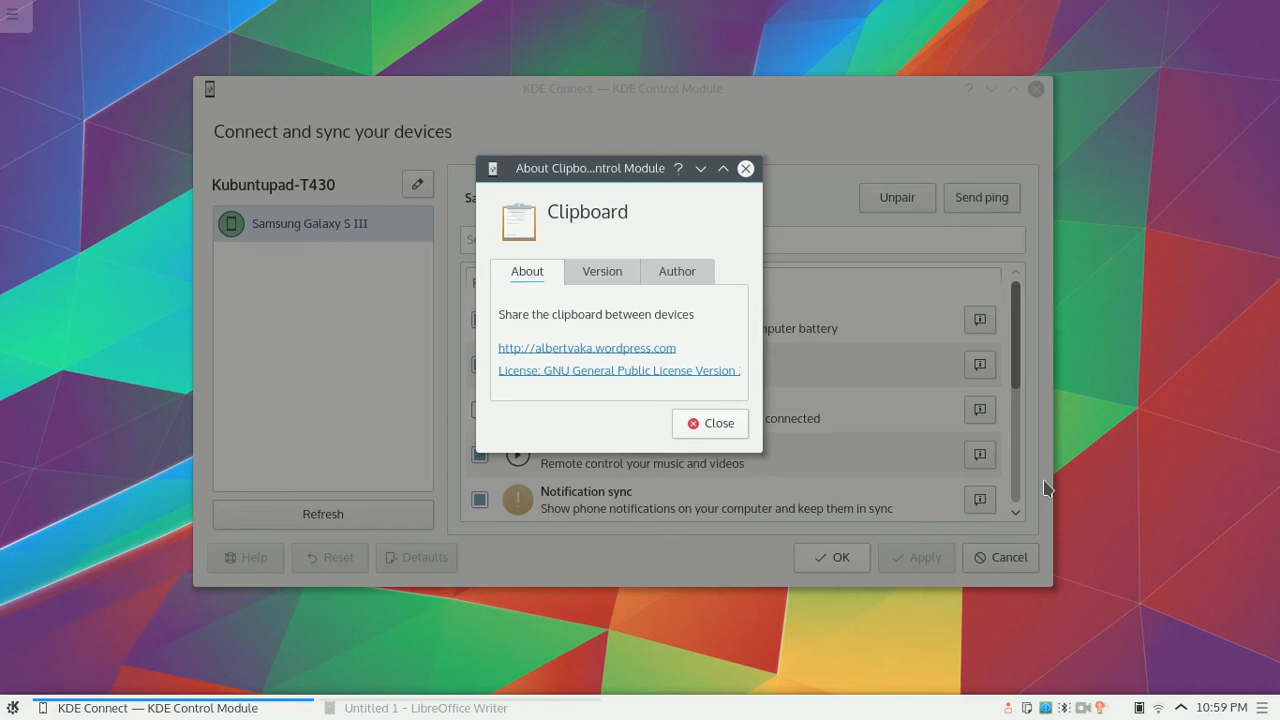 KDE Connect — KDE Control Module
Connect and sync your devices
Kubuntupad-T430
Samsung Galaxy S III
Refresh
Unpair
Send ping
About Clipbo...ntrol Module
Clipboard
About
Version
Author
Share the clipboard between devices
http://albertvaka.wordpress.com
License: GNU General Public License Version
Close
battery
connected
Remote control your music and videos
Notification sync
Show phone notifications on your computer and keep them in sync
Help
Reset
Defaults
OK
Apply
Cancel
KDE Connect — KDE Control Module
Untitled 1 - LibreOffice Writer
10:59 PM